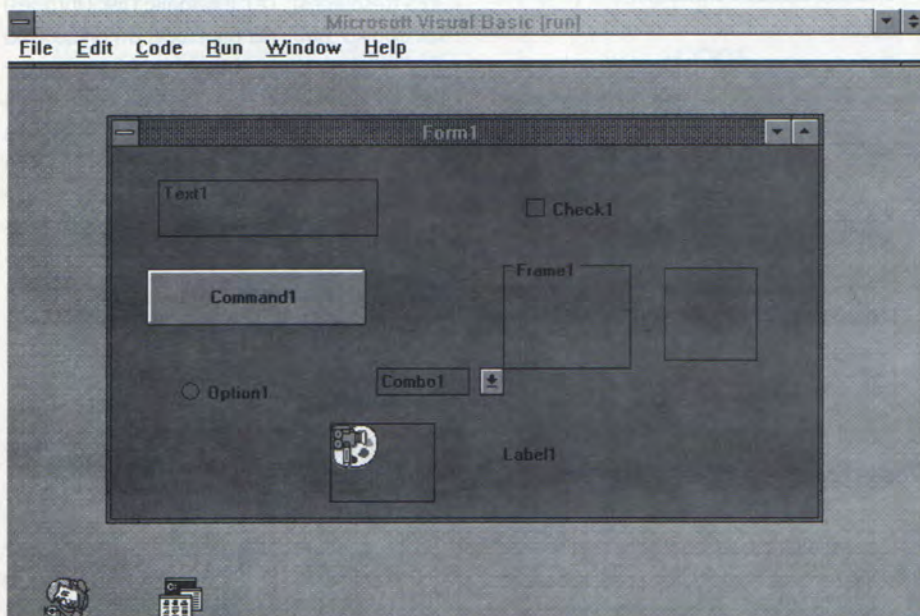 Microsoft Visual Basic [run]
File Edit Code Run Window Help
Form1
Text1
Check1
Frame1
Command1
Combo1
Option1
Label1